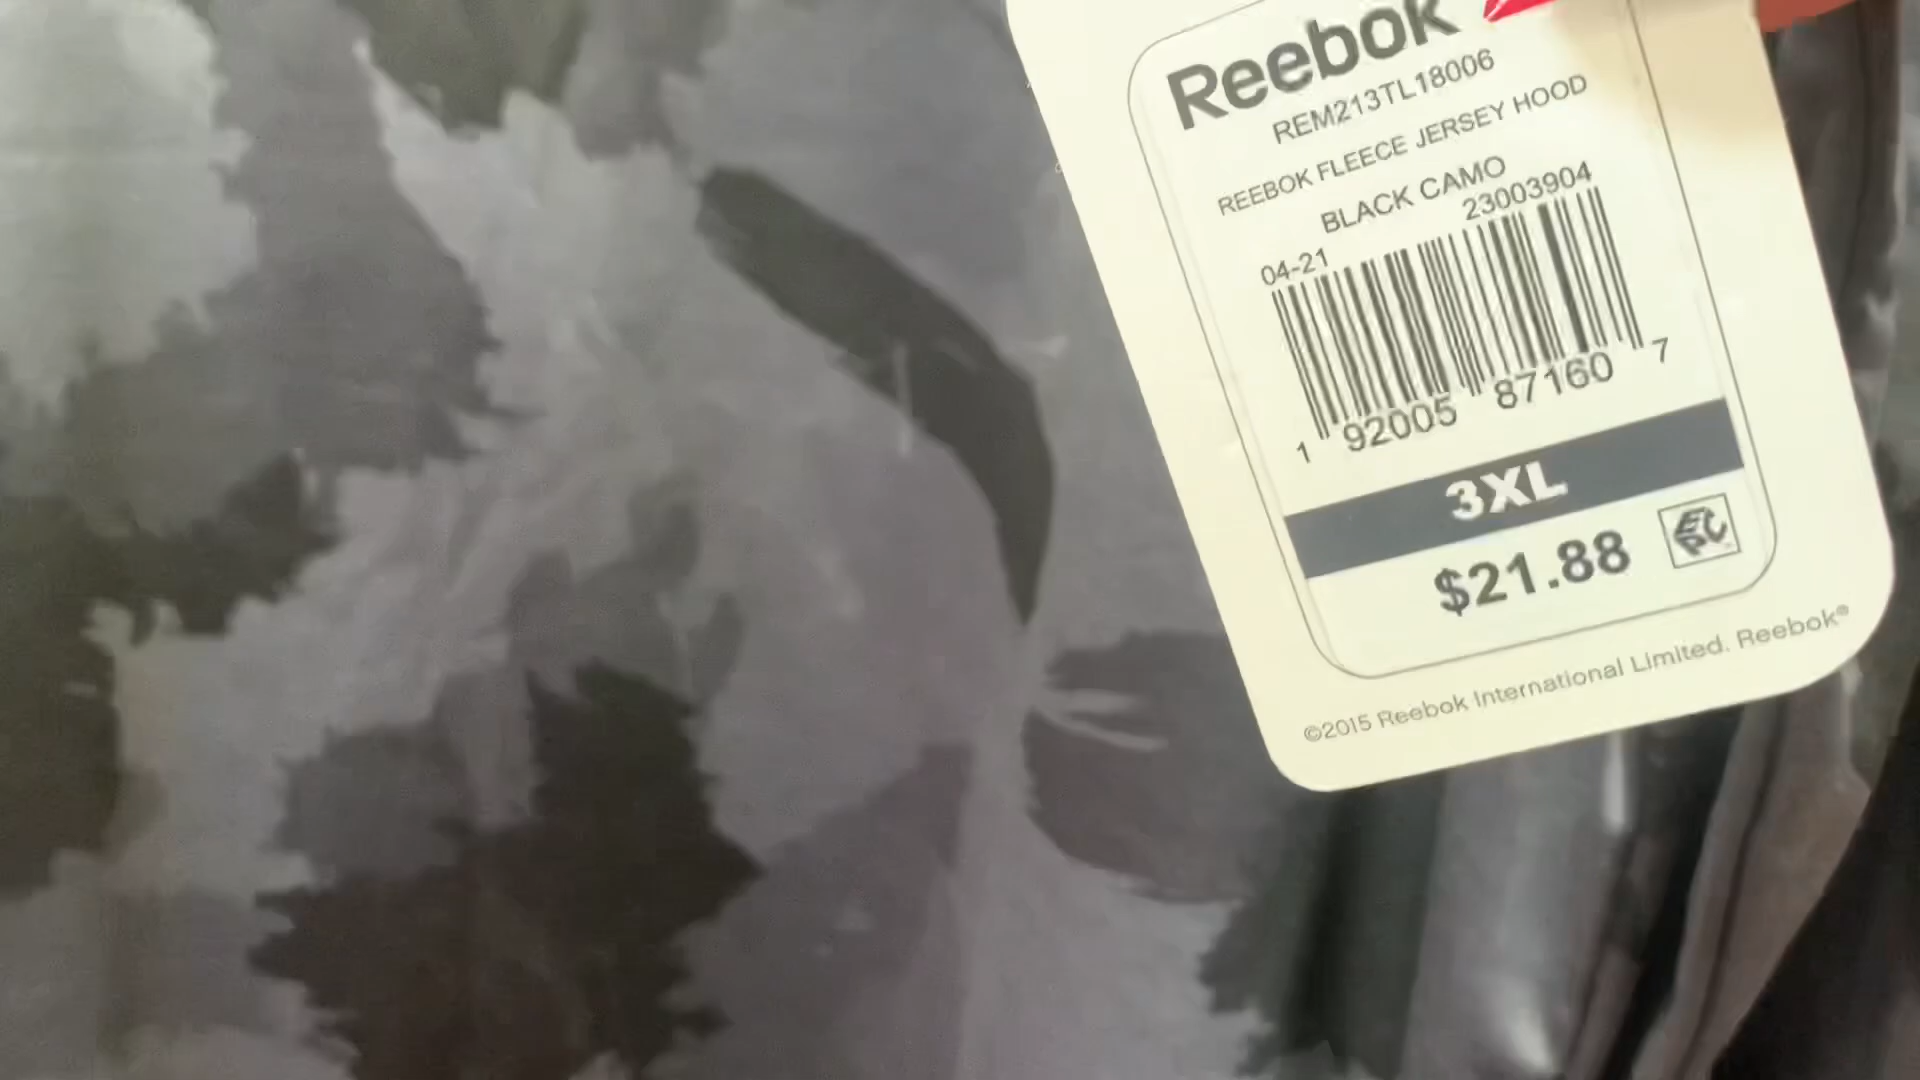 Reebok
REM213TL18006
REEBOK FLEECE JERSEY HOOD
BLACK CAMO
23003904
04-21
1 92005 87160 7
3XL
$21.88
©2015 Reebok International Limited. Reebok®